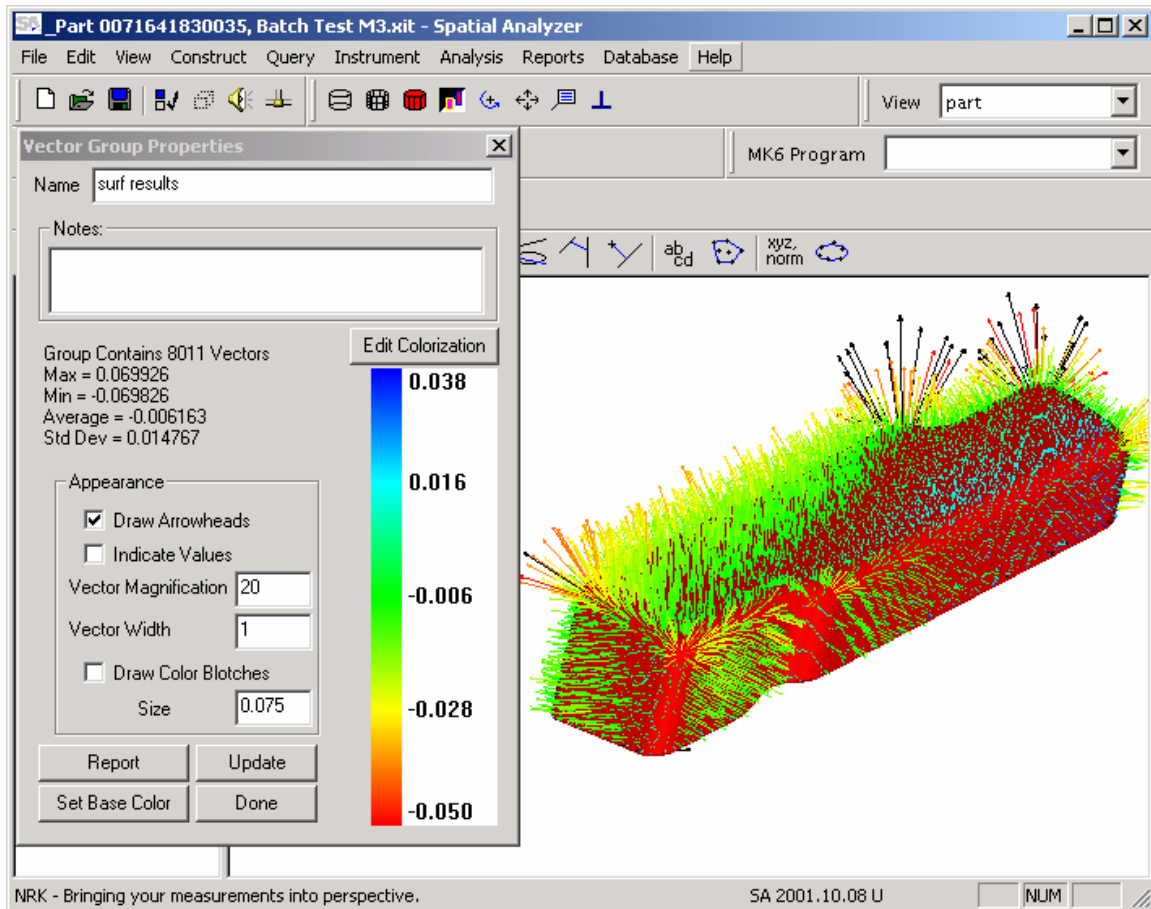 SA _Part 0071641830035, Batch Test M3.xit - Spatial Analyzer
File Edit View Construct Query Instrument Analysis Reports Database Help
View part
Vector Group Properties
MK6 Program
Name surf results
Notes:
ab cd
xyz, norm
Edit Colorization
Group Contains 8011 Vectors
Max = 0.069926
Min = -0.069826
Average = -0.006163
Std Dev = 0.014767
0.038
0.016
-0.006
-0.028
-0.050
Appearance
Draw Arrowheads
Indicate Values
Vector Magnification 20
Vector Width 1
Draw Color Blotches
Size 0.075
Report Update
Set Base Color Done
NRK - Bringing your measurements into perspective. SA 2001.10.08 U NUM